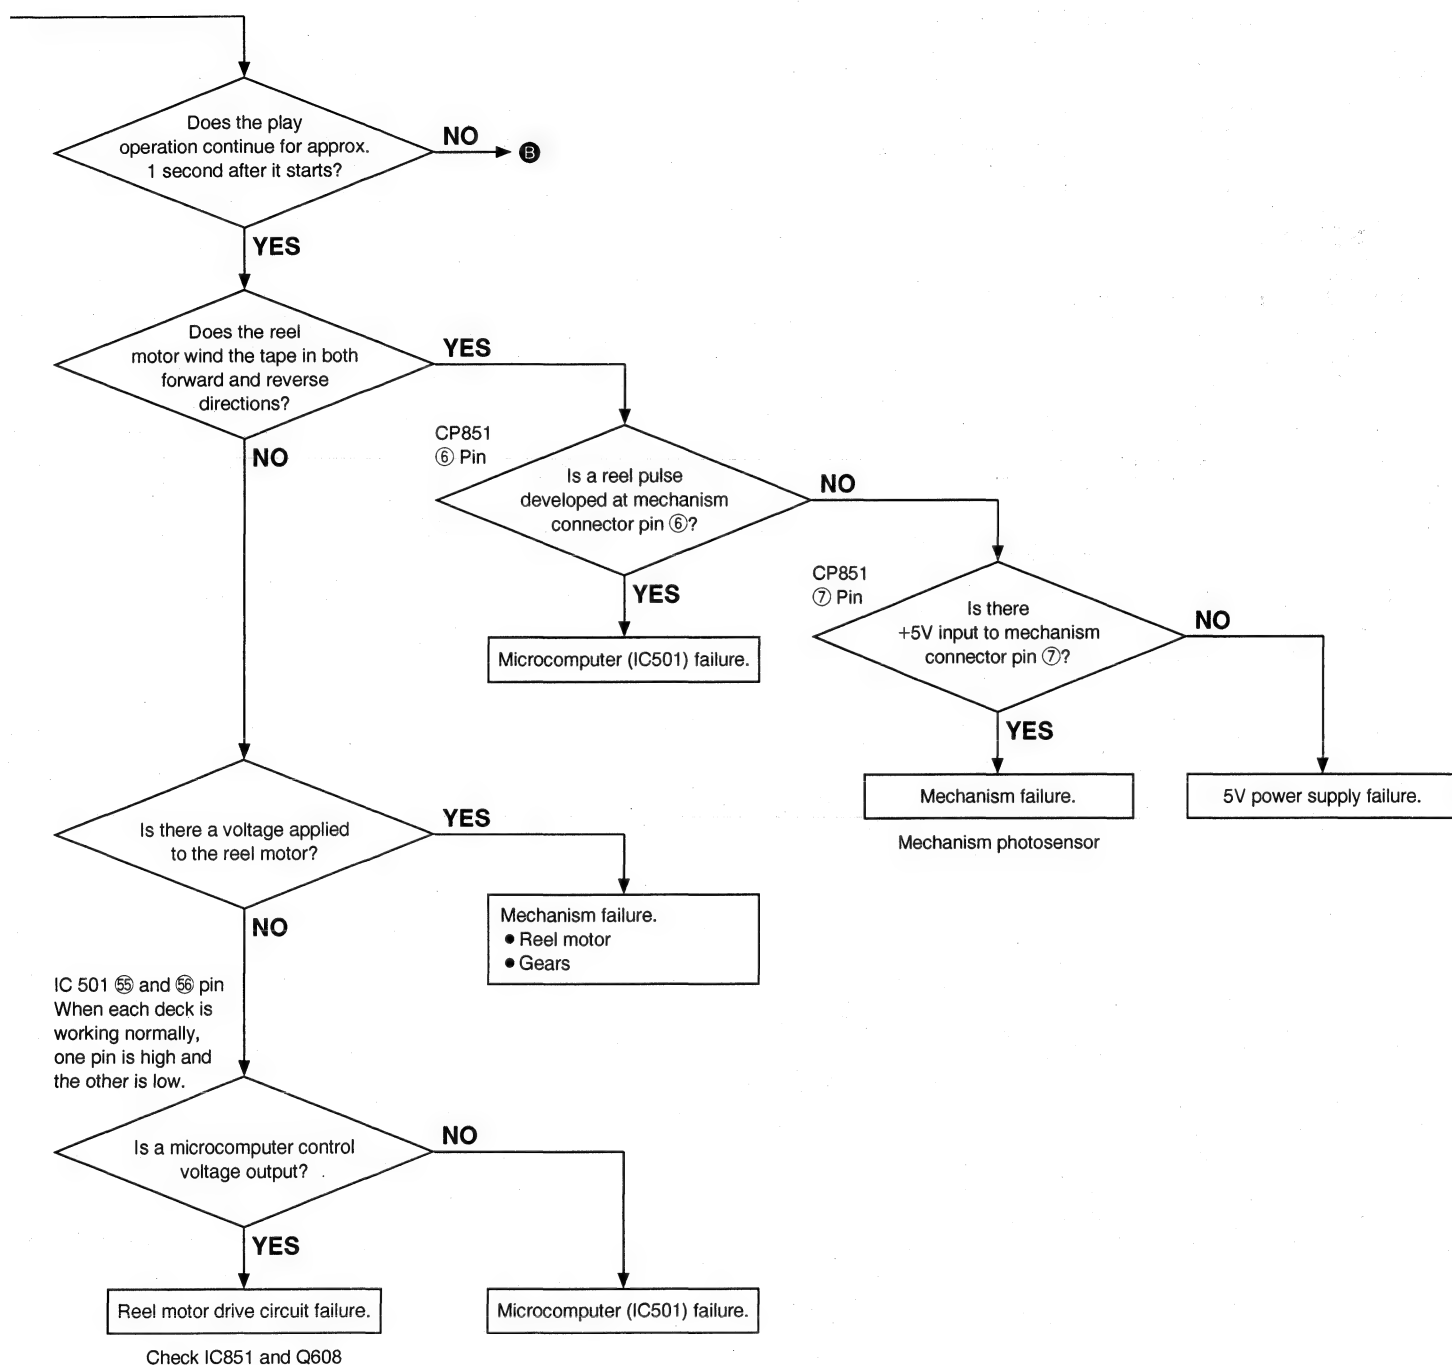 Does the play
operation continue for approx.
1 second after it starts?
NO
B
YES
Does the reel
motor wind the tape in both
forward and reverse
directions?
YES
NO
CP851
⑥ Pin
Is a reel pulse
developed at mechanism
connector pin ⑥?
NO
YES
Microcomputer (IC501) failure.
CP851
⑦ Pin
Is there
+5V input to mechanism
connector pin ⑦?
NO
YES
Mechanism failure.
Mechanism photosensor
5V power supply failure.
Is there a voltage applied
to the reel motor?
YES
NO
Mechanism failure.
● Reel motor
● Gears
IC 501 55 and 56 pin
When each deck is
working normally,
one pin is high and
the other is low.
Is a microcomputer control
voltage output?
NO
YES
Reel motor drive circuit failure.
Check IC851 and Q608
Microcomputer (IC501) failure.